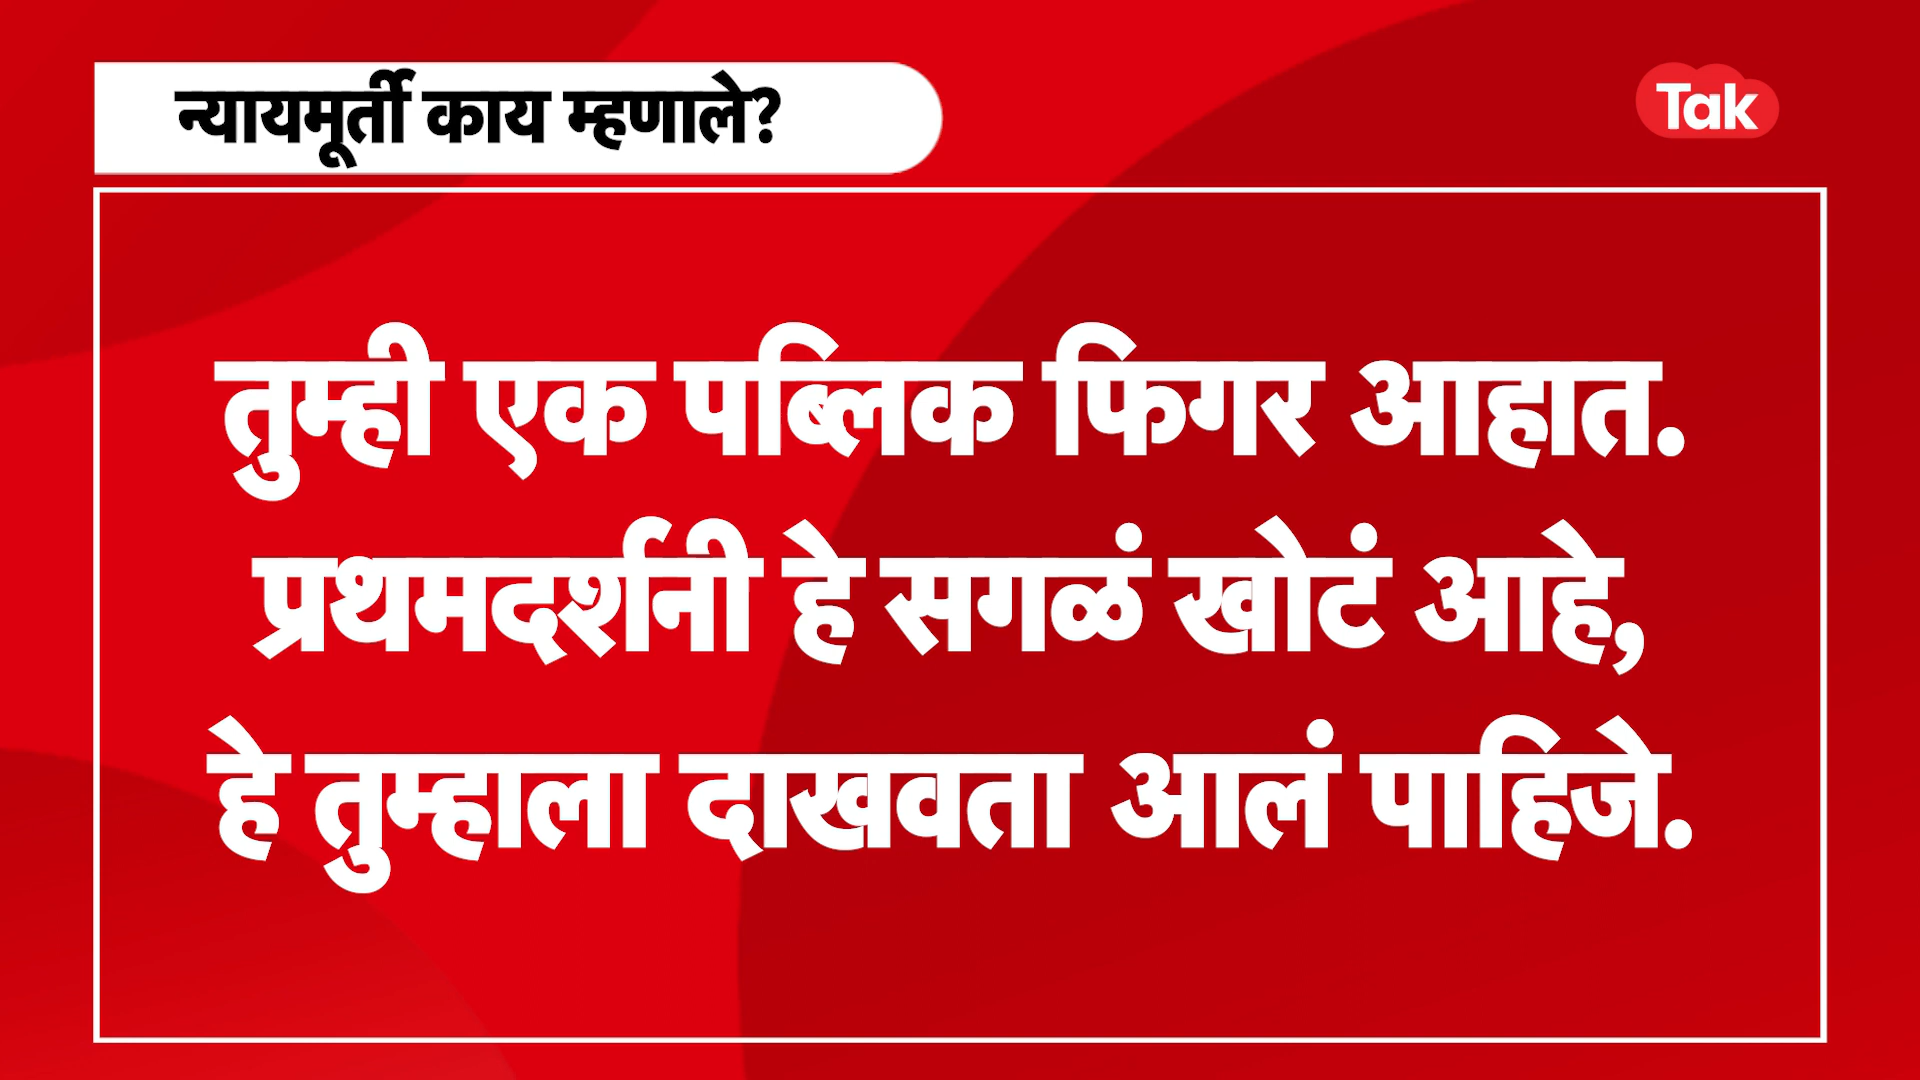 न्यायमूर्ती काय म्हणाले?
Tak
तुम्ही एक पब्लिक फिगर आहात.
प्रथमदर्शनी हे सगळं खोटं आहे,
हे तुम्हाला दाखवता आलं पाहिजे.